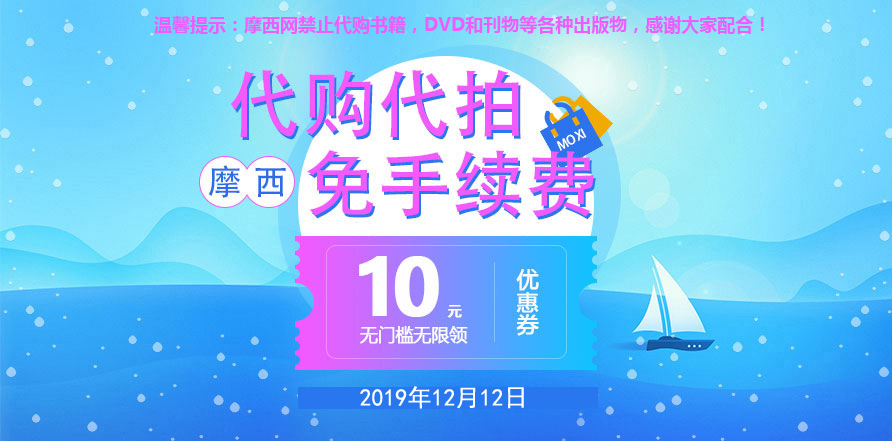 温馨提示：摩西网禁止代购书籍，DVD和刊物等各种出版物，感谢大家配合！
代购代拍
MOXI
摩西
免手续费
10元
优惠券
无门槛无限领
2019年12月12日